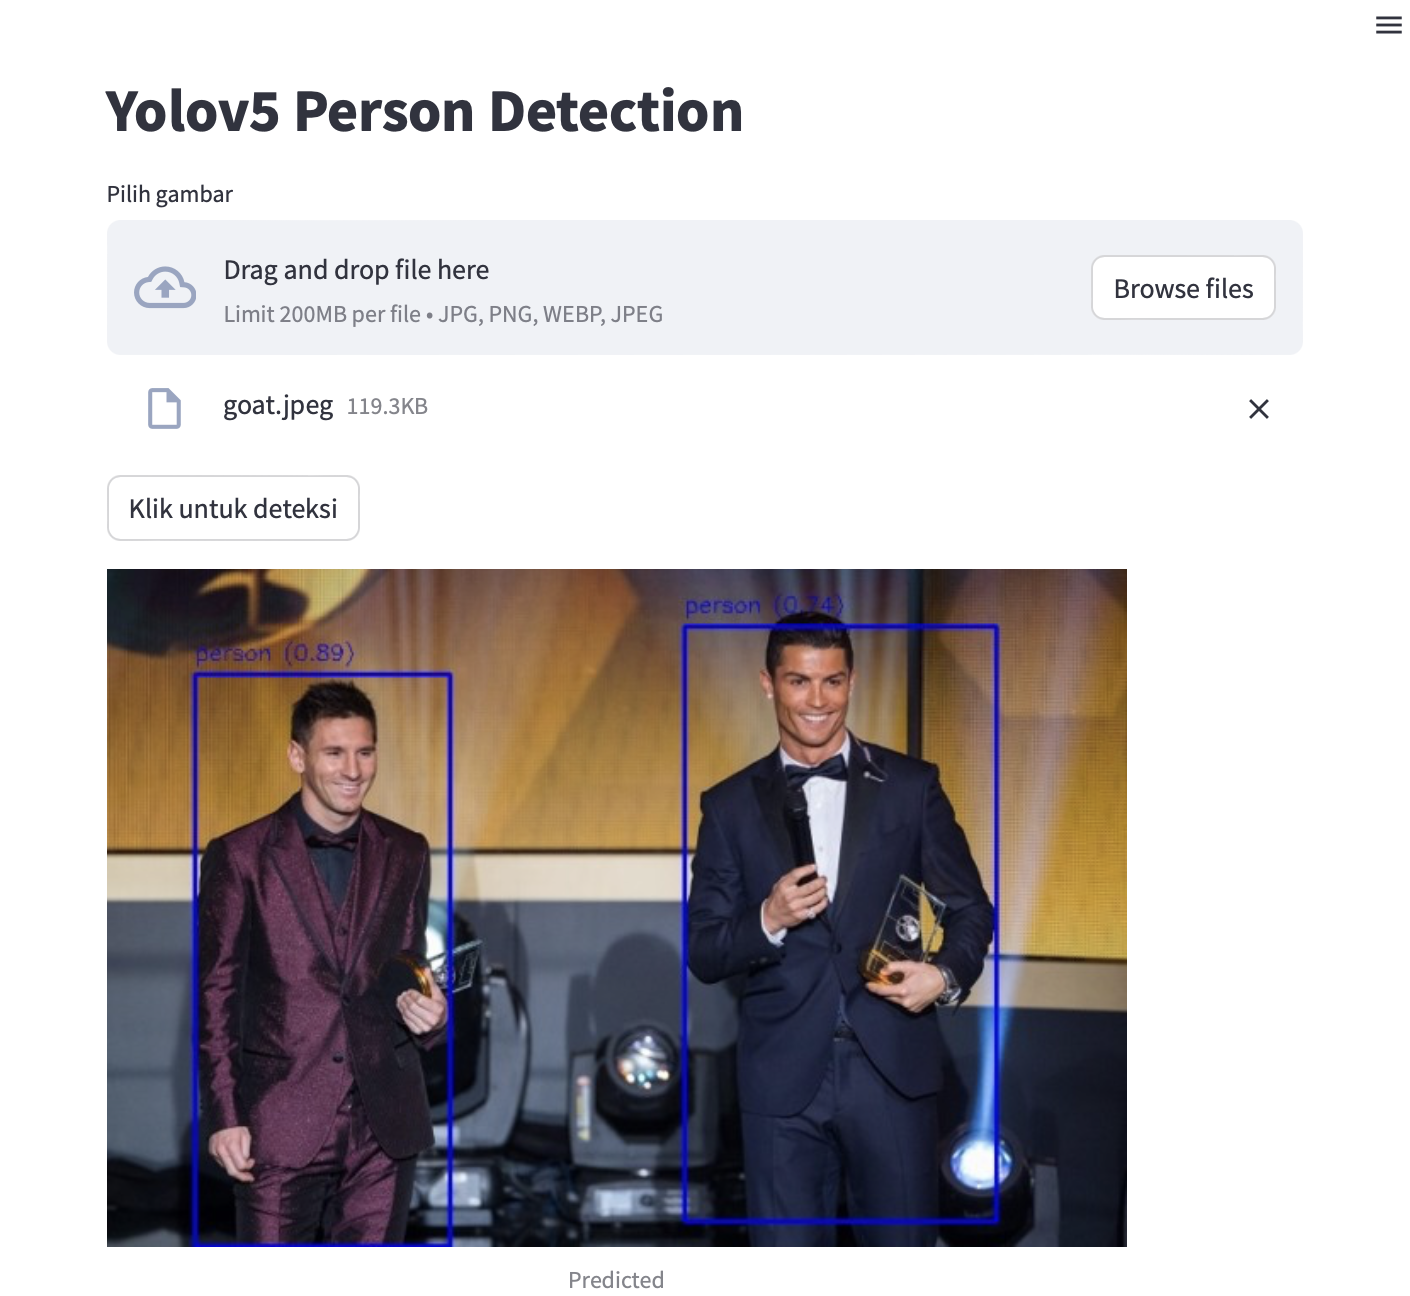 Yolov5 Person Detection
Pilih gambar
Drag and drop file here
Limit 200MB per file • JPG, PNG, WEBP, JPEG
Browse files
goat.jpeg 119.3KB
Klik untuk deteksi
person (0.74)
person (0.89)
Predicted